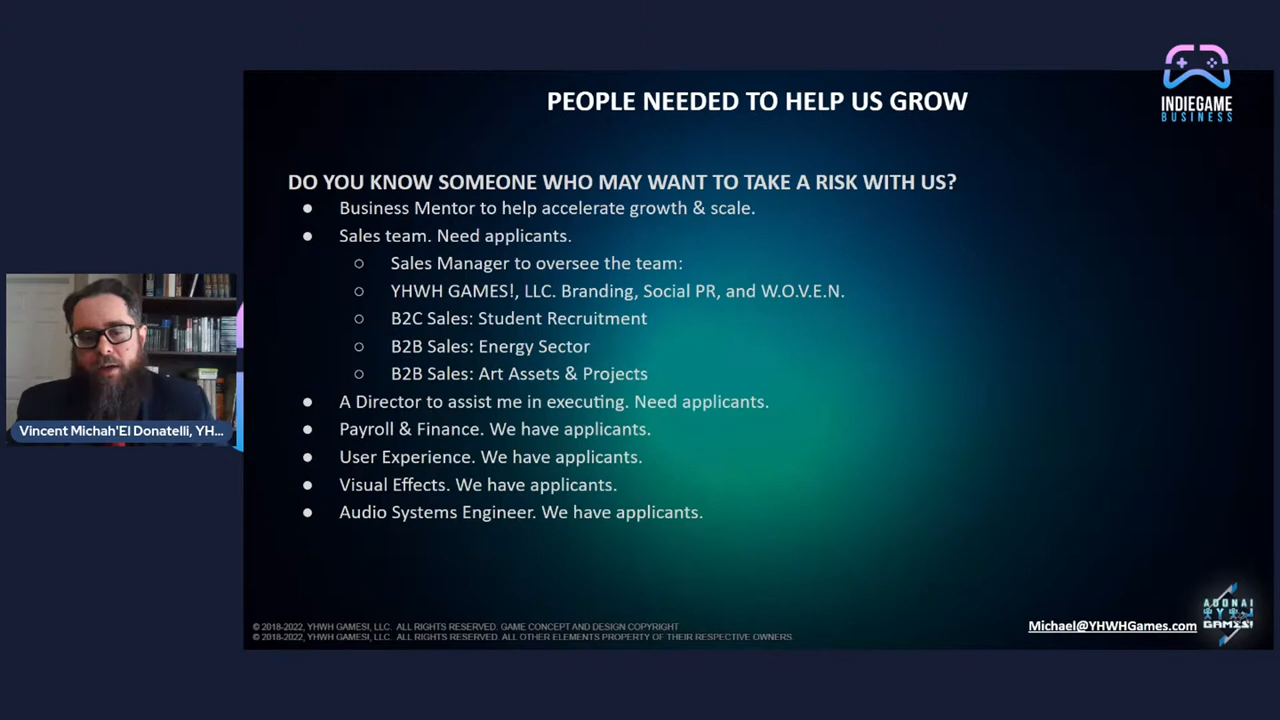 INDIEGAME
BUSINESS
PEOPLE NEEDED TO HELP US GROW
DO YOU KNOW SOMEONE WHO MAY WANT TO TAKE A RISK WITH US?
● Business Mentor to help accelerate growth & scale.
● Sales team. Need applicants.
○ Sales Manager to oversee the team:
○ YHWH GAMES!, LLC. Branding, Social PR, and W.O.V.E.N.
○ B2C Sales: Student Recruitment
○ B2B Sales: Energy Sector
○ B2B Sales: Art Assets & Projects
● A Director to assist me in executing. Need applicants.
● Payroll & Finance. We have applicants.
● User Experience. We have applicants.
● Visual Effects. We have applicants.
● Audio Systems Engineer. We have applicants.
Vincent Michah'El Donatelli, YH...
© 2018-2022, YHWH GAMES!, LLC. ALL RIGHTS RESERVED. GAME CONCEPT AND DESIGN COPYRIGHT
© 2018-2022, YHWH GAMES!, LLC. ALL RIGHTS RESERVED. ALL OTHER ELEMENTS PROPERTY OF THEIR RESPECTIVE OWNERS.
Michael@YHWHGames.com
ADONAI
GAMES!